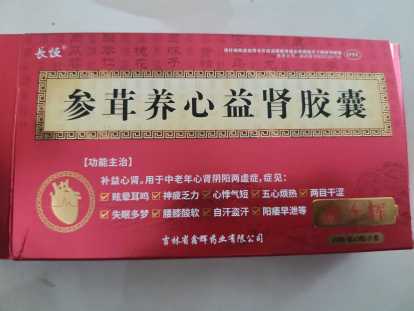 长恒
OTC
参茸养心益肾胶囊
【功能主治】
补益心肾。用于中老年心肾阴阳两虚症,症见:
眩晕耳鸣 神疲乏力 心悸气短 五心烦热 两目干涩
失眠多梦 腰膝酸软 自汗盗汗 阳痿早泄等
吉林省鑫辉药业有限公司